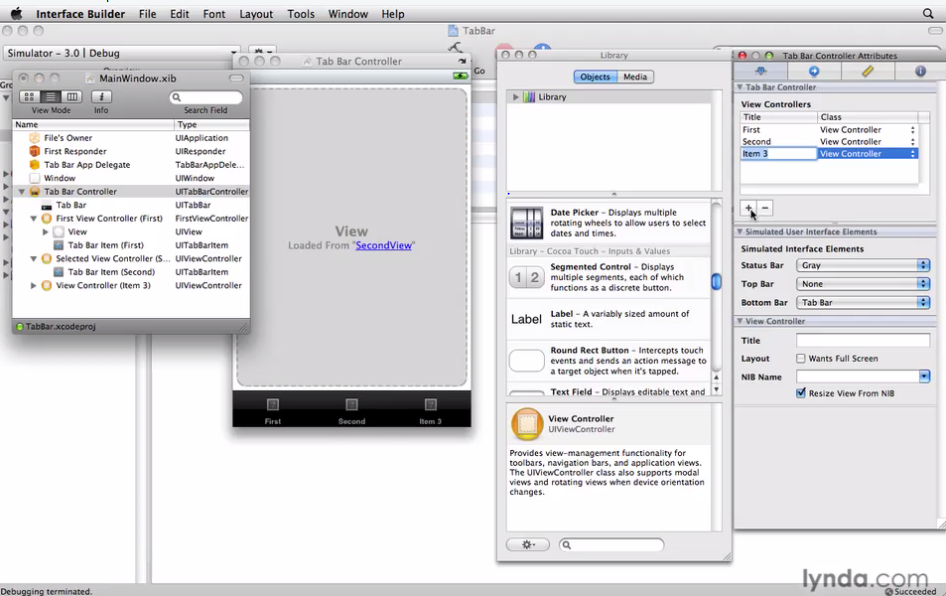 Interface Builder File Edit Font Layout Tools Window Help
TabBar
Simulator - 3.0 | Debug
Go
MainWindow.xib
View Mode Info Search Field
Name Type
File's Owner UIApplication
First Responder UIResponder
Tab Bar App Delegate TabBarAppDele...
Window UIWindow
Tab Bar Controller UITabBarController
Tab Bar UITabBar
First View Controller (First) FirstViewController
View UIView
Tab Bar Item (First) UITabBarItem
Selected View Controller (S... UIViewController
Tab Bar Item (Second) UITabBarItem
View Controller (Item 3) UIViewController
TabBar.xcodeproj
Tab Bar Controller
View
Loaded From "SecondView"
First Second Item 3
Library
Objects Media
Library
Date Picker - Displays multiple
rotating wheels to allow users to select
dates and times.
Library - Cocoa Touch - Inputs & Values
1 2
Segmented Control - Displays
multiple segments, each of which
functions as a discrete button.
Label
Label - A variably sized amount of
static text.
Round Rect Button - Intercepts touch
events and sends an action message to
a target object when it's tapped.
Text Field - Displays editable text and
View Controller
UIViewController
Provides view-management functionality for
toolbars, navigation bars, and application views.
The UIViewController class also supports modal
views and rotating views when device orientation
changes.
Tab Bar Controller Attributes
Tab Bar Controller
View Controllers
Title Class
First View Controller
Second View Controller
Item 3 View Controller
Simulated User Interface Elements
Simulated Interface Elements
Status Bar Gray
Top Bar None
Bottom Bar Tab Bar
View Controller
Title
Layout Wants Full Screen
NIB Name
Resize View From NIB
lynda.com
Debugging terminated.
Succeeded